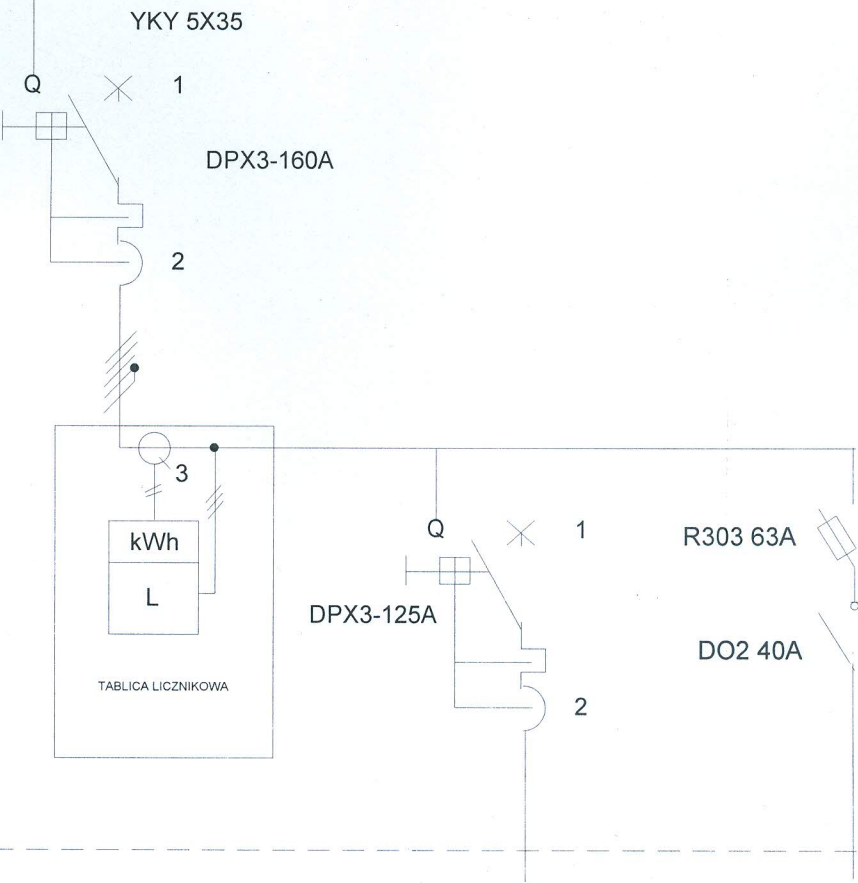 YKY 5X35
Q
1
DPX3-160A
2
3
kWh
L
TABLICA LICZNIKOWA
Q
1
DPX3-125A
2
R303 63A
DO2 40A